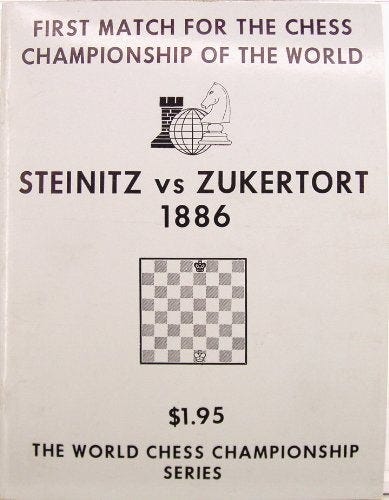 FIRST MATCH FOR THE CHESS
CHAMPIONSHIP OF THE WORLD
STEINITZ vs ZUKERTORT
1886
$1.95
THE WORLD CHESS CHAMPIONSHIP
SERIES